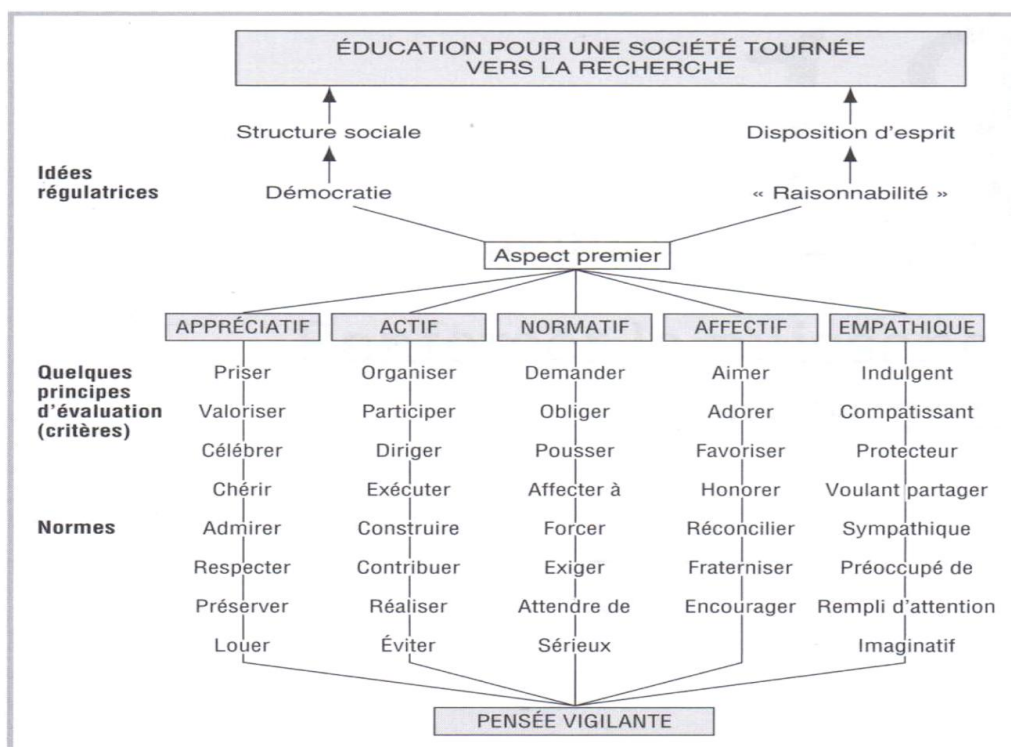 ÉDUCATION POUR UNE SOCIÉTÉ TOURNÉE
VERS LA RECHERCHE
Structure sociale Disposition d'esprit
Idées
régulatrices
Démocratie « Raisonnabilité »
Aspect premier
APPRÉCIATIF ACTIF NORMATIF AFFECTIF EMPATHIQUE
Quelques
principes
d'évaluation
(critères)
Priser Organiser Demander Aimer Indulgent
Valoriser Participer Obliger Adorer Compatissant
Célébrer Diriger Pousser Favoriser Protecteur
Chérir Exécuter Affecter à Honorer Voulant partager
Normes Admirer Construire Forcer Réconcilier Sympathique
Respecter Contribuer Exiger Fraterniser Préoccupé de
Préserver Réaliser Attendre de Encourager Rempli d'attention
Louer Éviter Sérieux Imaginatif
PENSÉE VIGILANTE